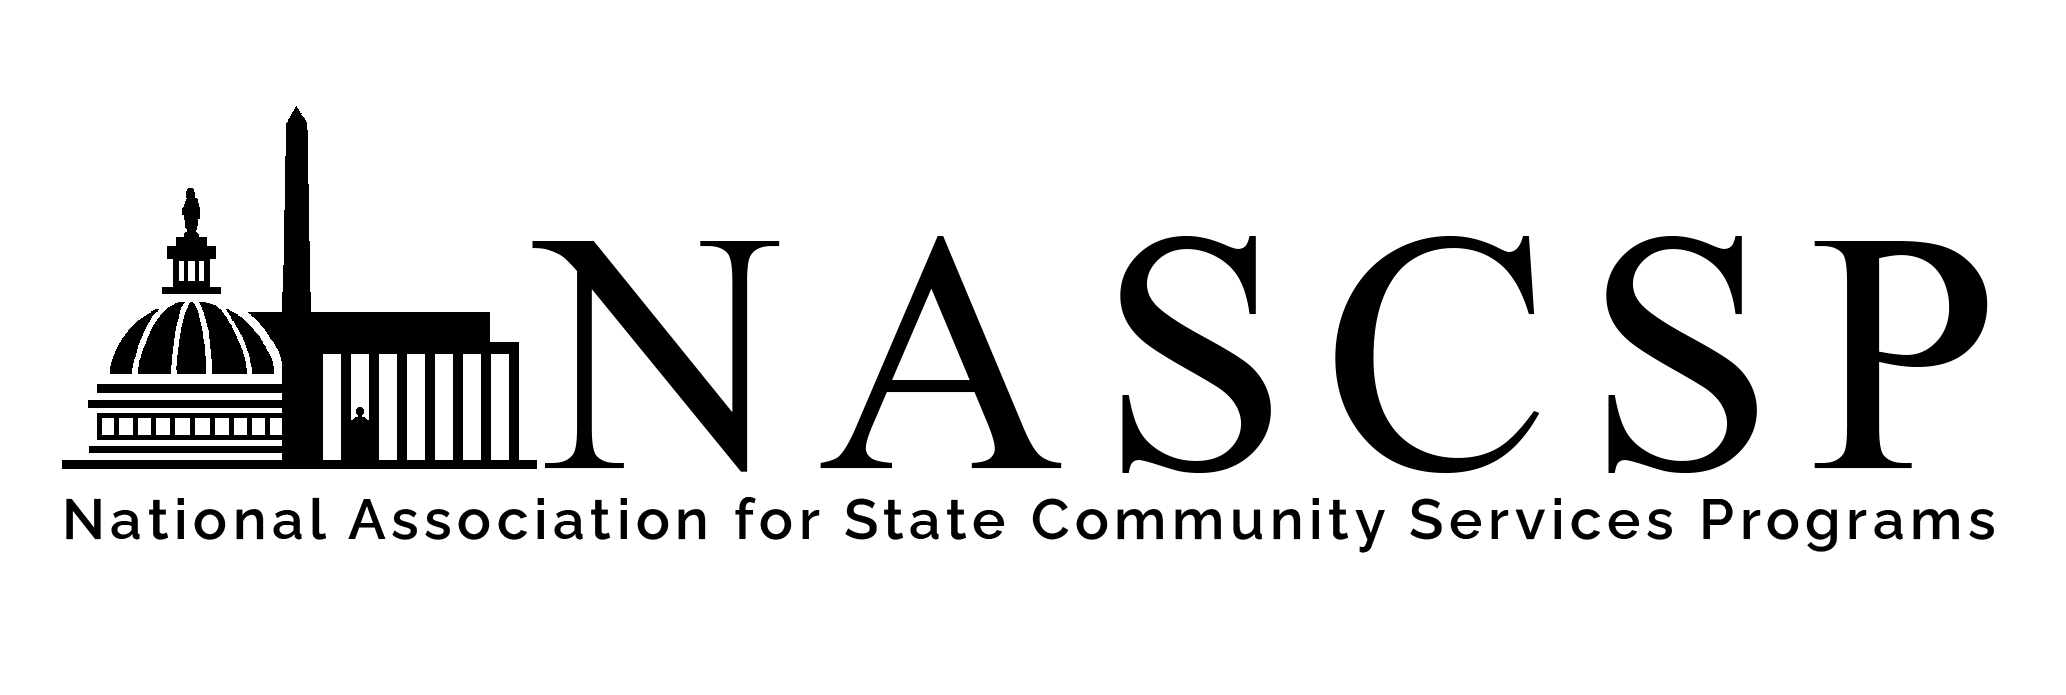 NASCSP
National Association for State Community Services Programs